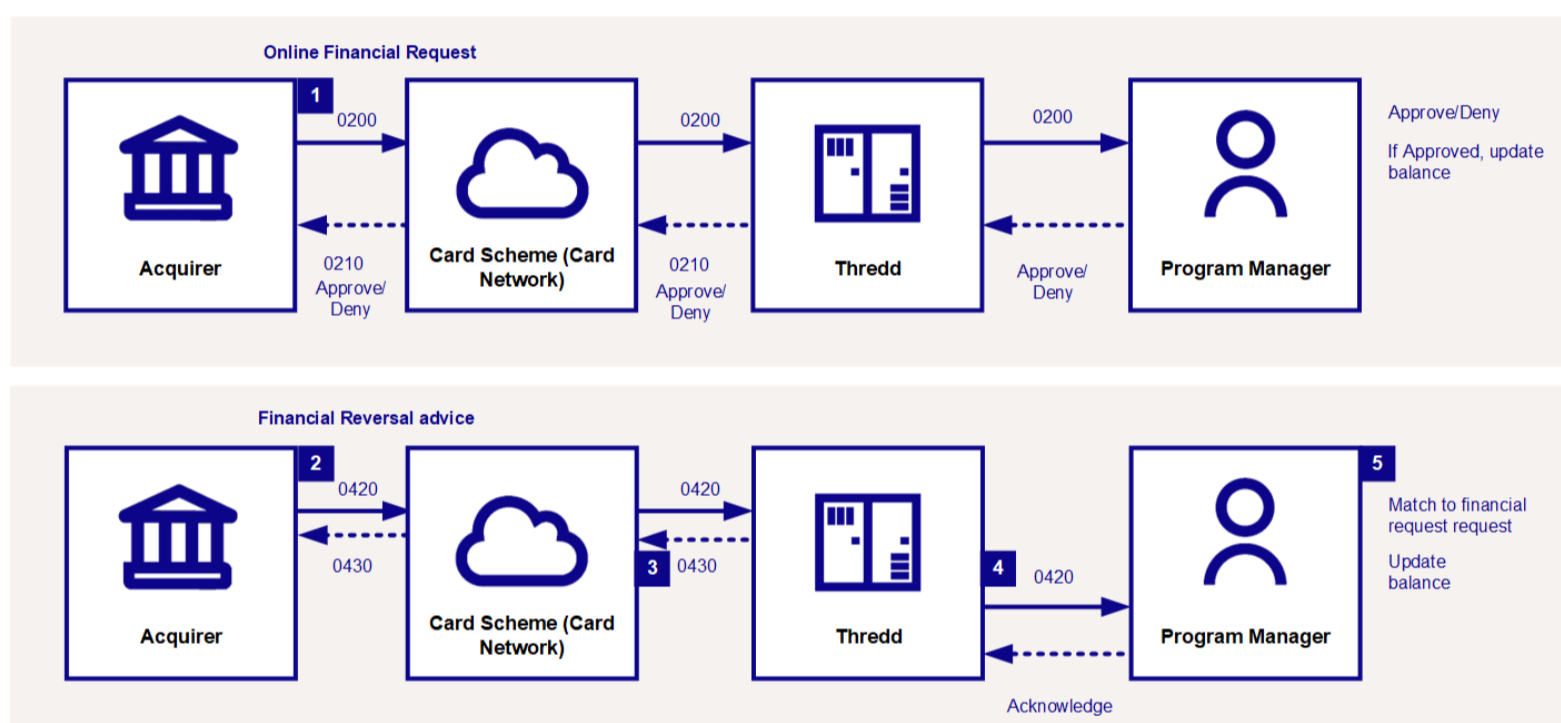 Online Financial Request
1
0200
0200
0200
Approve/Deny
If Approved, update
balance
Acquirer
Card Scheme (Card
Network)
Thredd
Program Manager
0210
Approve/
Deny
0210
Approve/
Deny
Approve/
Deny
Financial Reversal advice
2
0420
0420
5
Match to financial
request request
Update
balance
0430
3
0430
4
0420
Acquirer
Card Scheme (Card
Network)
Thredd
Program Manager
Acknowledge